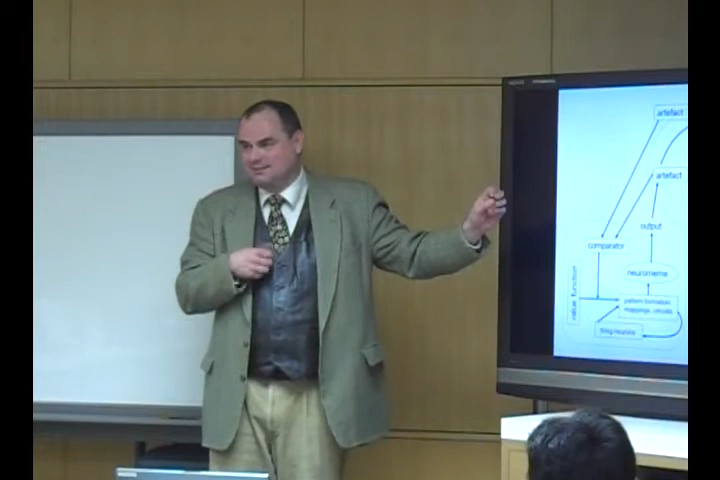 artefact
artefact
output
comparator
neuromeme
value function
pattern formation,
mappings, circuits
firing neurons